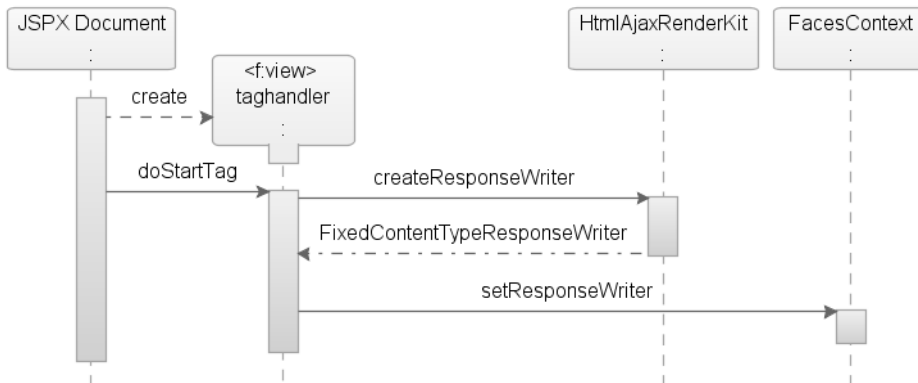 JSPX Document
:
HtmlAjaxRenderKit
:
FacesContext
:
<f:view>
taghandler
:
create
doStartTag
createResponseWriter
FixedContentTypeResponseWriter
setResponseWriter